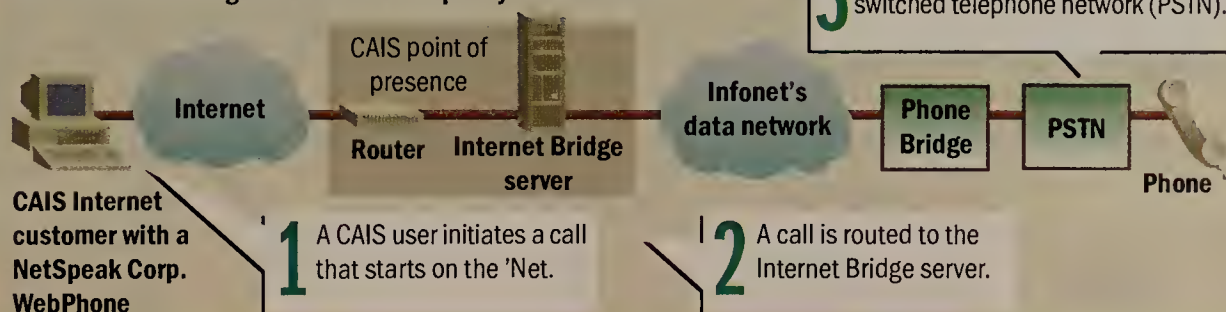 switched telephone network (PSTN).
3
CAIS point of
presence
Internet
Router
Internet Bridge
server
Infonet's
data network
Phone
Bridge
PSTN
Phone
CAIS Internet
customer with a
NetSpeak Corp.
WebPhone
1 A CAIS user initiates a call
that starts on the 'Net.
2 A call is routed to the
Internet Bridge server.